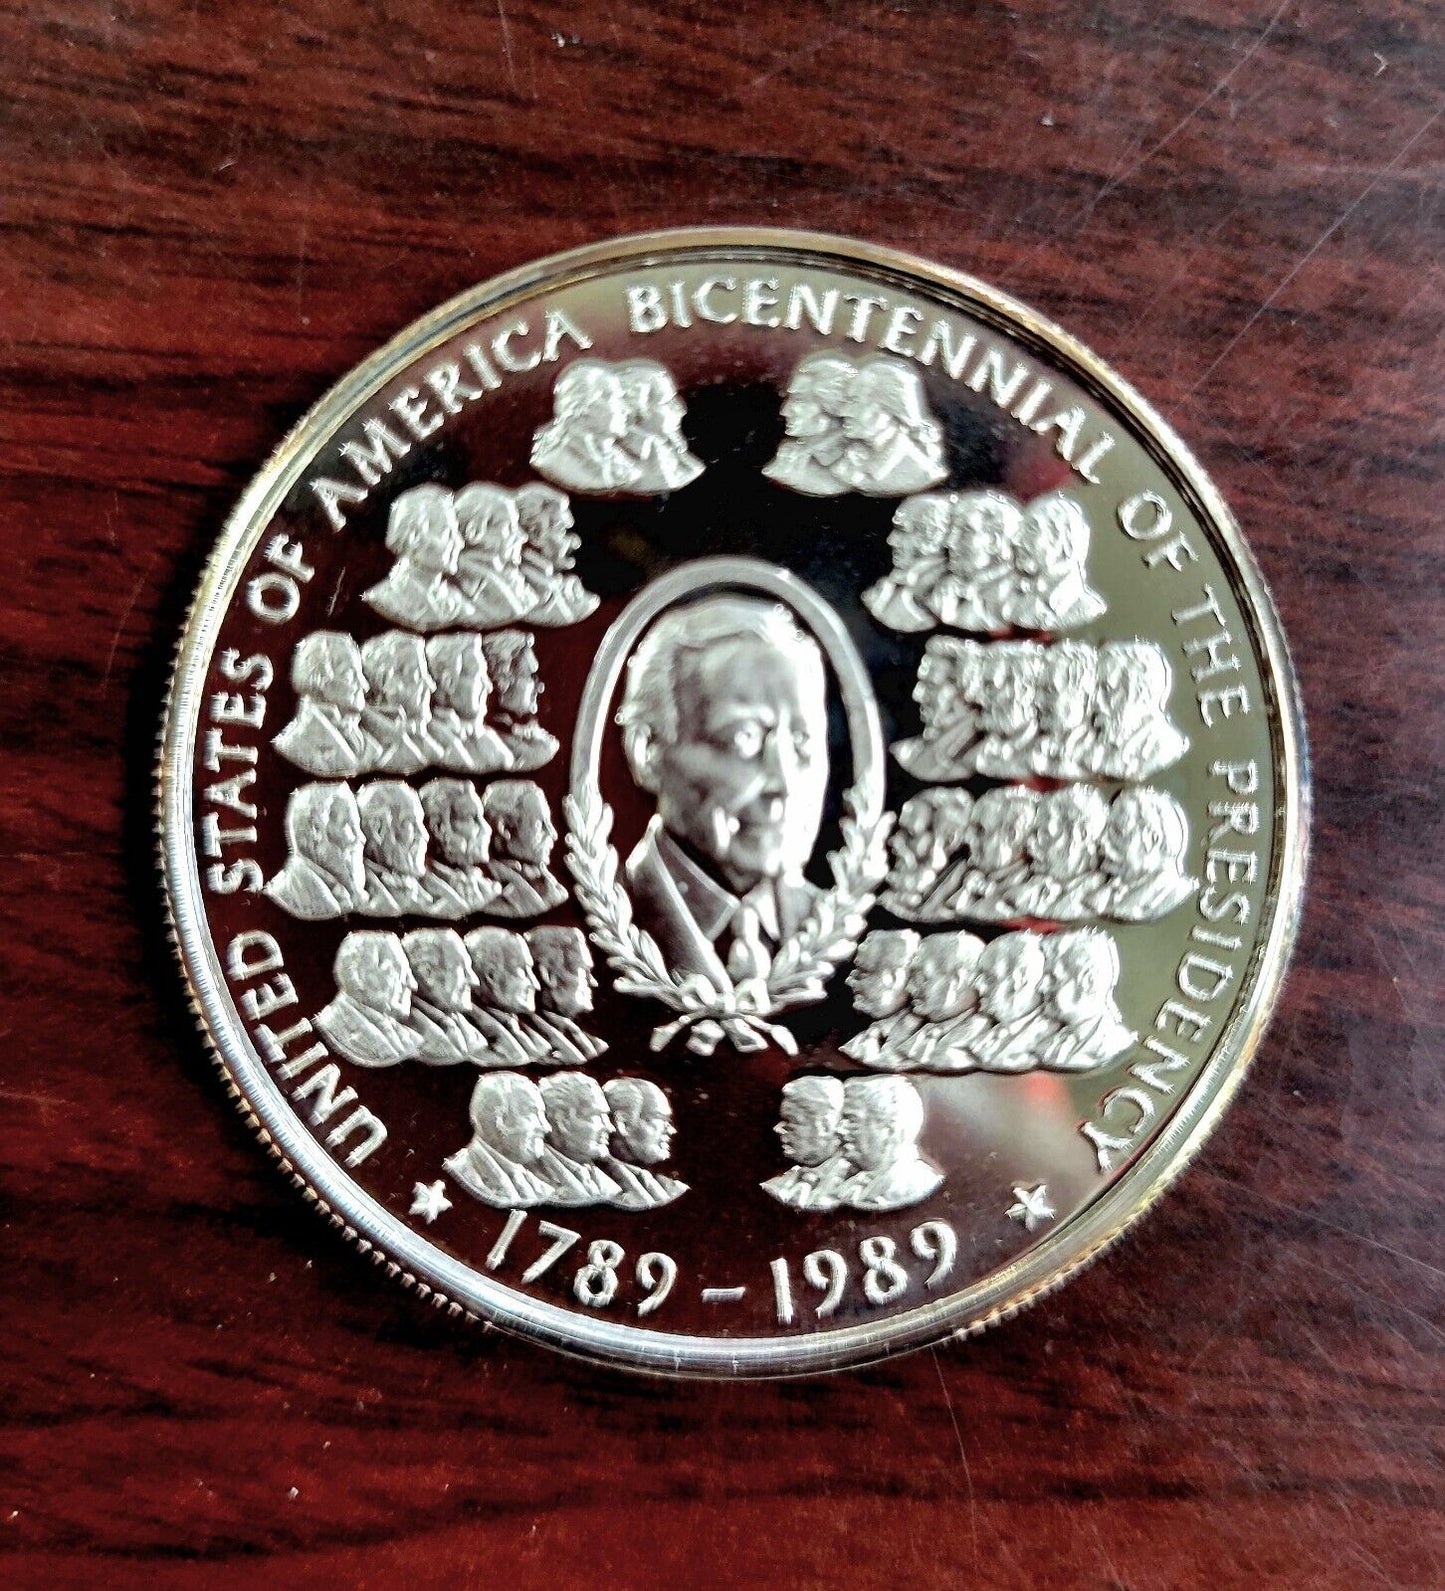 UNITED STATES OF AMERICA BICENTENNIAL OF THE PRESIDENCY
1789 - 1989